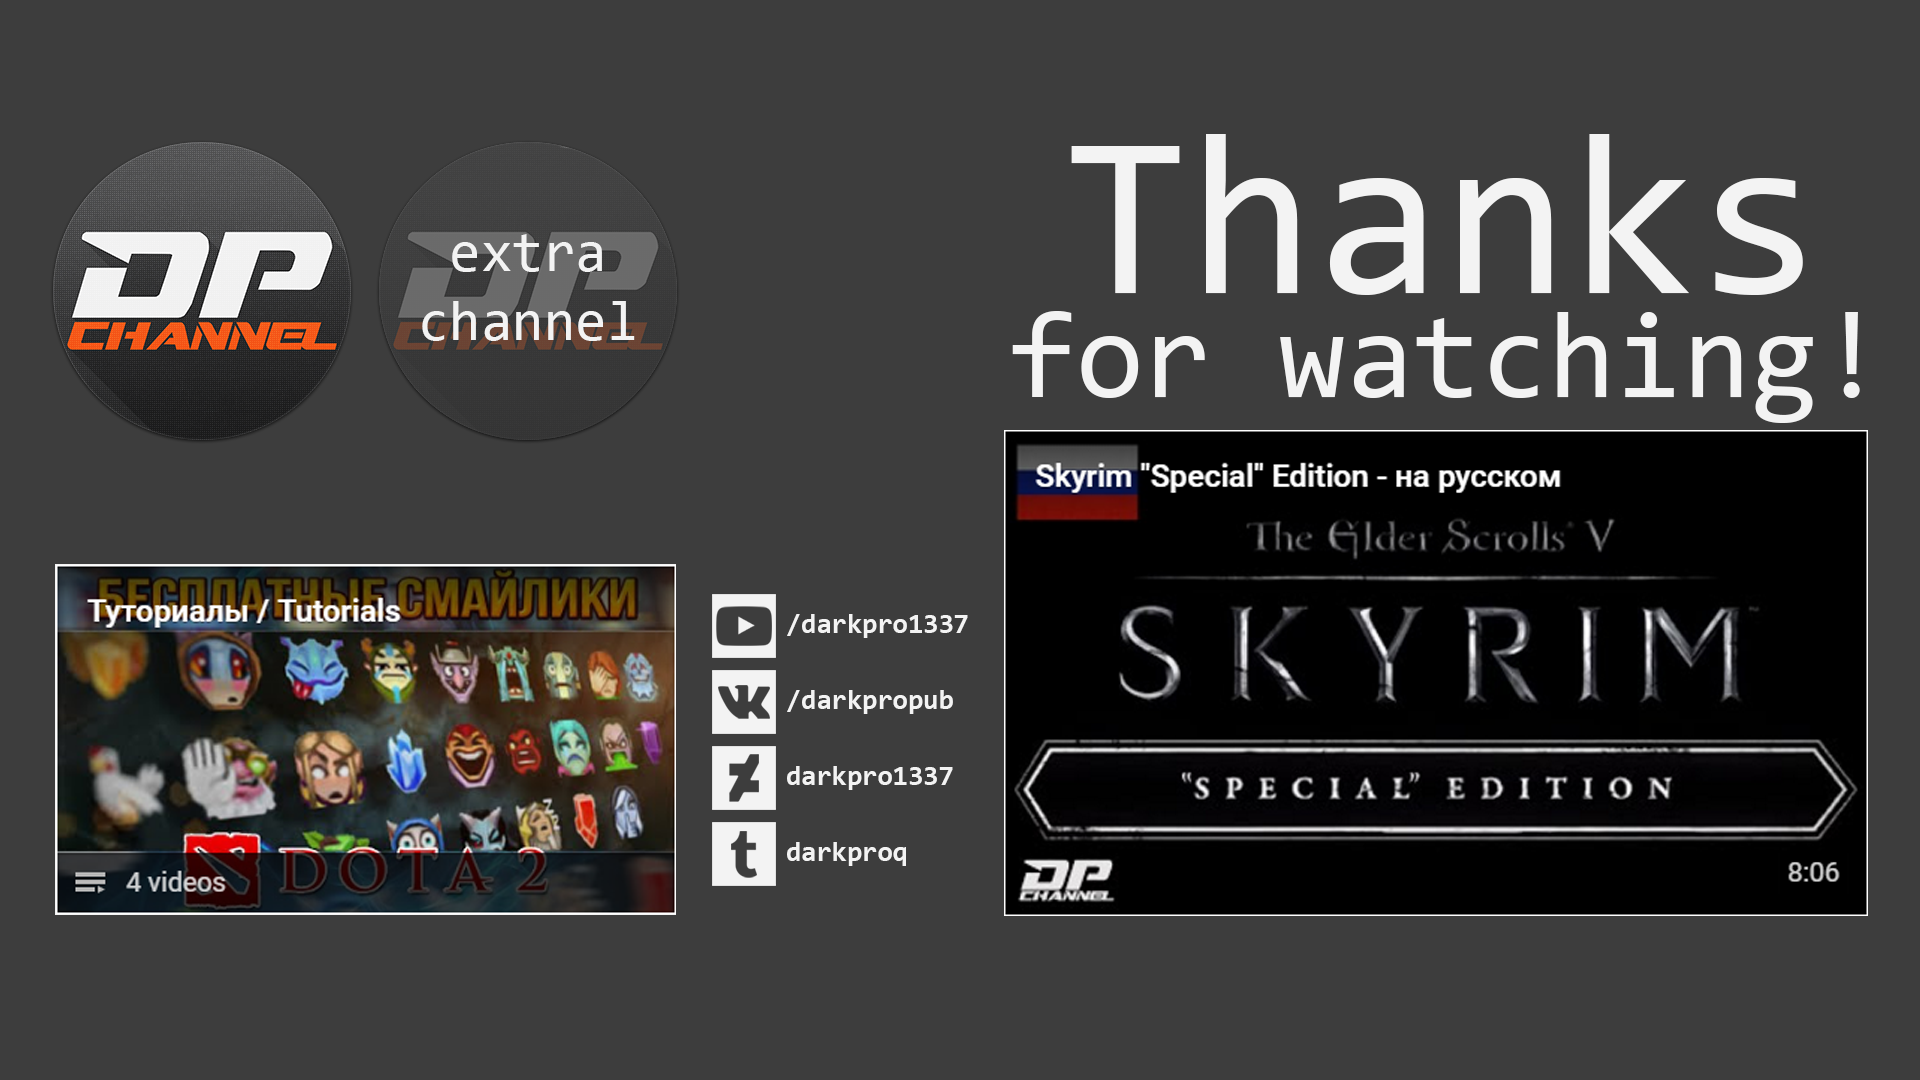 DP
CHANNEL
extra
channel
Thanks
for watching!
БЕСПЛАТНЫЕ СМАЙЛИКИ
Туториалы / Tutorials
DOTA 2
4 videos
/darkpro1337
/darkpropub
darkpro1337
darkproq
Skyrim "Special" Edition - на русском
The Elder Scrolls V
SKYRIM
“SPECIAL” EDITION
DP
CHANNEL
8:06